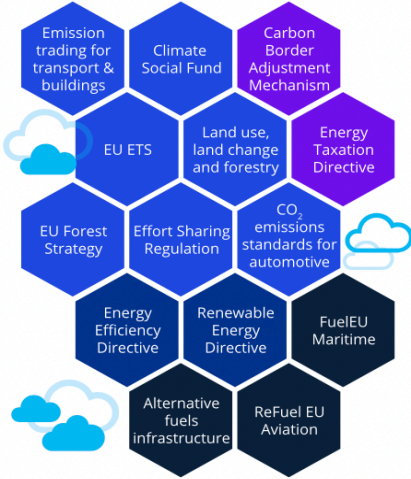 Emission
trading for
transport &
buildings
Climate
Social Fund
Carbon
Border
Adjustment
Mechanism
EU ETS
Land use,
land change
and forestry
Energy
Taxation
Directive
EU Forest
Strategy
Effort Sharing
Regulation
CO2
emissions
standards for
automotive
Energy
Efficiency
Directive
Renewable
Energy
Directive
FuelEU
Maritime
Alternative
fuels
infrastructure
ReFuel EU
Aviation